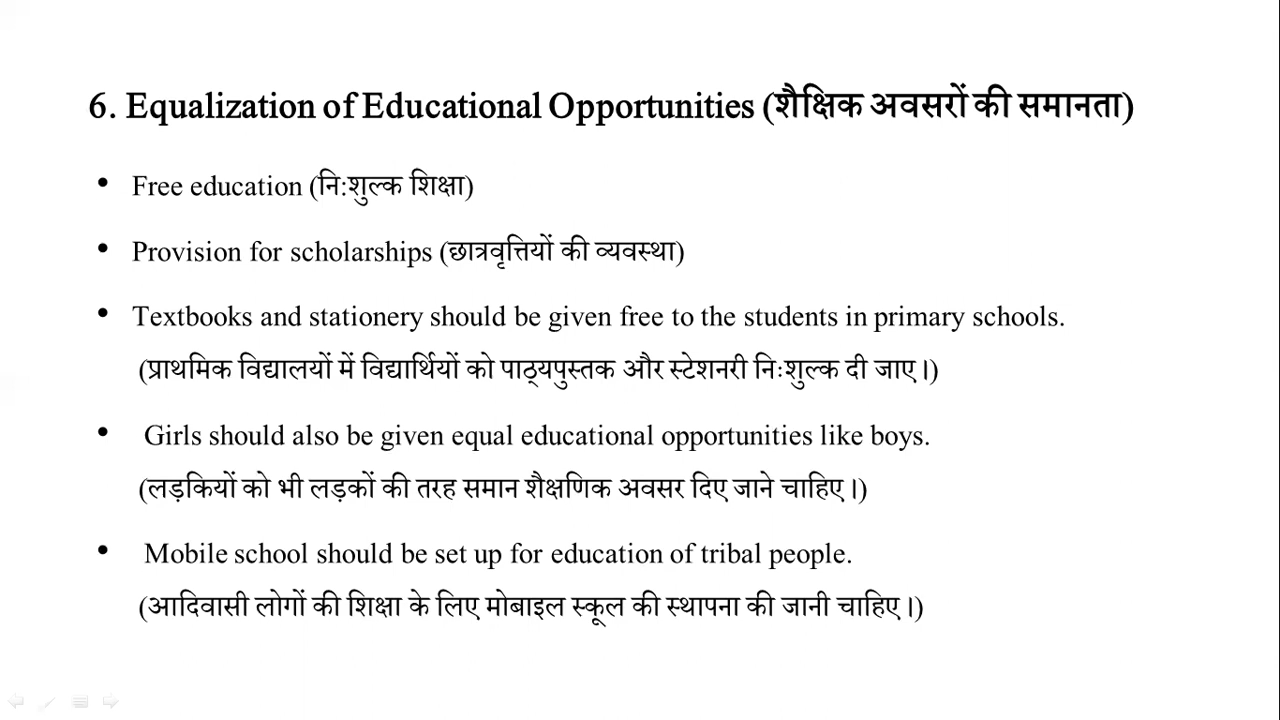 6. Equalization of Educational Opportunities (शैक्षिक अवसरों की समानता)
• Free education (नि:शुल्क शिक्षा)
• Provision for scholarships (छात्रवृत्तियों की व्यवस्था)
• Textbooks and stationery should be given free to the students in primary schools.
(प्राथमिक विद्यालयों में विद्यार्थियों को पाठ्यपुस्तक और स्टेशनरी निःशुल्क दी जाए।)
• Girls should also be given equal educational opportunities like boys.
(लड़कियों को भी लड़कों की तरह समान शैक्षणिक अवसर दिए जाने चाहिए।)
• Mobile school should be set up for education of tribal people.
(आदिवासी लोगों की शिक्षा के लिए मोबाइल स्कूल की स्थापना की जानी चाहिए।)